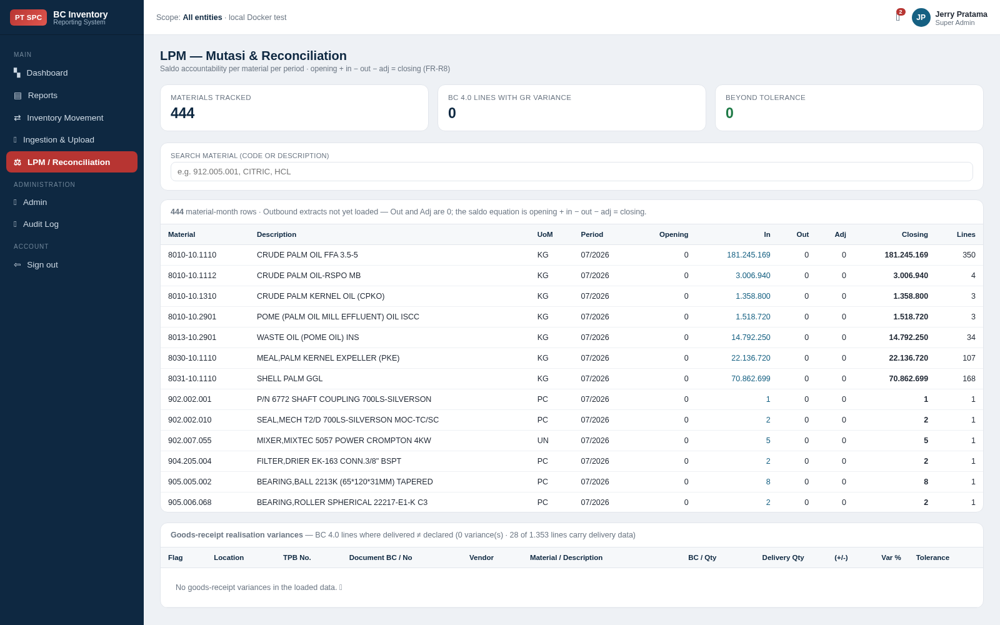 PT SPC
BC Inventory
Reporting System
Scope: All entities · local Docker test
2
JP
Jerry Pratama
Super Admin
MAIN
Dashboard
Reports
Inventory Movement
Ingestion & Upload
LPM / Reconciliation
ADMINISTRATION
Admin
Audit Log
ACCOUNT
Sign out
LPM — Mutasi & Reconciliation
Saldo accountability per material per period · opening + in − out − adj = closing (FR-R8)
MATERIALS TRACKED
444
BC 4.0 LINES WITH GR VARIANCE
0
BEYOND TOLERANCE
0
SEARCH MATERIAL (CODE OR DESCRIPTION)
e.g. 912.005.001, CITRIC, HCL
444 material-month rows · Outbound extracts not yet loaded — Out and Adj are 0; the saldo equation is opening + in − out − adj = closing.
Material Description UoM Period Opening In Out Adj Closing Lines
8010-10.1110 CRUDE PALM OIL FFA 3.5-5 KG 07/2026 0 181.245.169 0 0 181.245.169 350
8010-10.1112 CRUDE PALM OIL-RSPO MB KG 07/2026 0 3.006.940 0 0 3.006.940 4
8010-10.1310 CRUDE PALM KERNEL OIL (CPKO) KG 07/2026 0 1.358.800 0 0 1.358.800 3
8010-10.2901 POME (PALM OIL MILL EFFLUENT) OIL ISCC KG 07/2026 0 1.518.720 0 0 1.518.720 3
8013-10.2901 WASTE OIL (POME OIL) INS KG 07/2026 0 14.792.250 0 0 14.792.250 34
8030-10.1110 MEAL,PALM KERNEL EXPELLER (PKE) KG 07/2026 0 22.136.720 0 0 22.136.720 107
8031-10.1110 SHELL PALM GGL KG 07/2026 0 70.862.699 0 0 70.862.699 168
902.002.001 P/N 6772 SHAFT COUPLING 700LS-SILVERSON PC 07/2026 0 1 0 0 1 1
902.002.010 SEAL,MECH T2/D 700LS-SILVERSON MOC-TC/SC PC 07/2026 0 2 0 0 2 1
902.007.055 MIXER,MIXTEC 5057 POWER CROMPTON 4KW UN 07/2026 0 5 0 0 5 1
904.205.004 FILTER,DRIER EK-163 CONN.3/8" BSPT PC 07/2026 0 2 0 0 2 1
905.005.002 BEARING,BALL 2213K (65*120*31MM) TAPERED PC 07/2026 0 8 0 0 8 1
905.006.068 BEARING,ROLLER SPHERICAL 22217-E1-K C3 PC 07/2026 0 2 0 0 2 1
Goods-receipt realisation variances — BC 4.0 lines where delivered ≠ declared (0 variance(s) · 28 of 1.353 lines carry delivery data)
Flag Location TPB No. Document BC / No Vendor Material / Description BC / Qty Delivery Qty (+/-) Var % Tolerance
No goods-receipt variances in the loaded data.